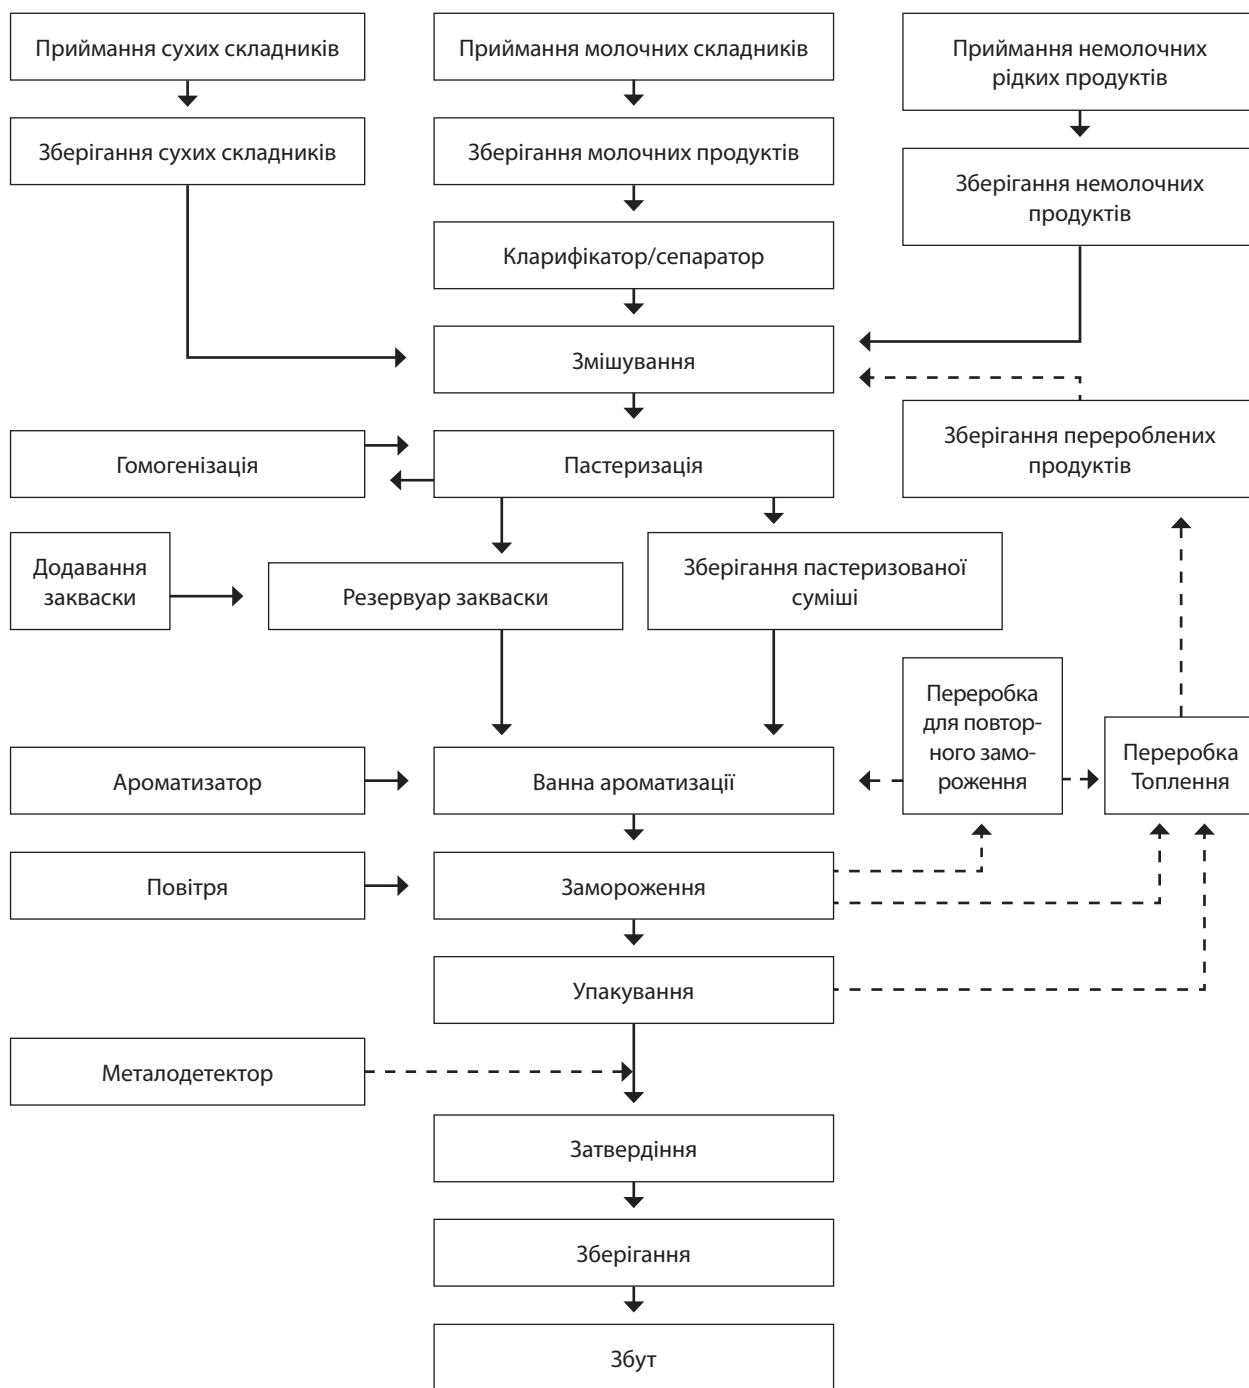 Приймання сухих складників
Приймання молочних складників
Приймання немолочних
рідких продуктів
Зберігання сухих складників
Зберігання молочних продуктів
Зберігання немолочних
продуктів
Кларифікатор/сепаратор
Змішування
Гомогенізація
Пастеризація
Зберігання перероблених
продуктів
Додавання
закваски
Резервуар закваски
Зберігання пастеризованої
суміші
Переробка
для повтор-
ного замо-
роження
Переробка
Топлення
Ароматизатор
Ванна ароматизації
Повітря
Замороження
Упакування
Металодетектор
Затвердіння
Зберігання
Збут